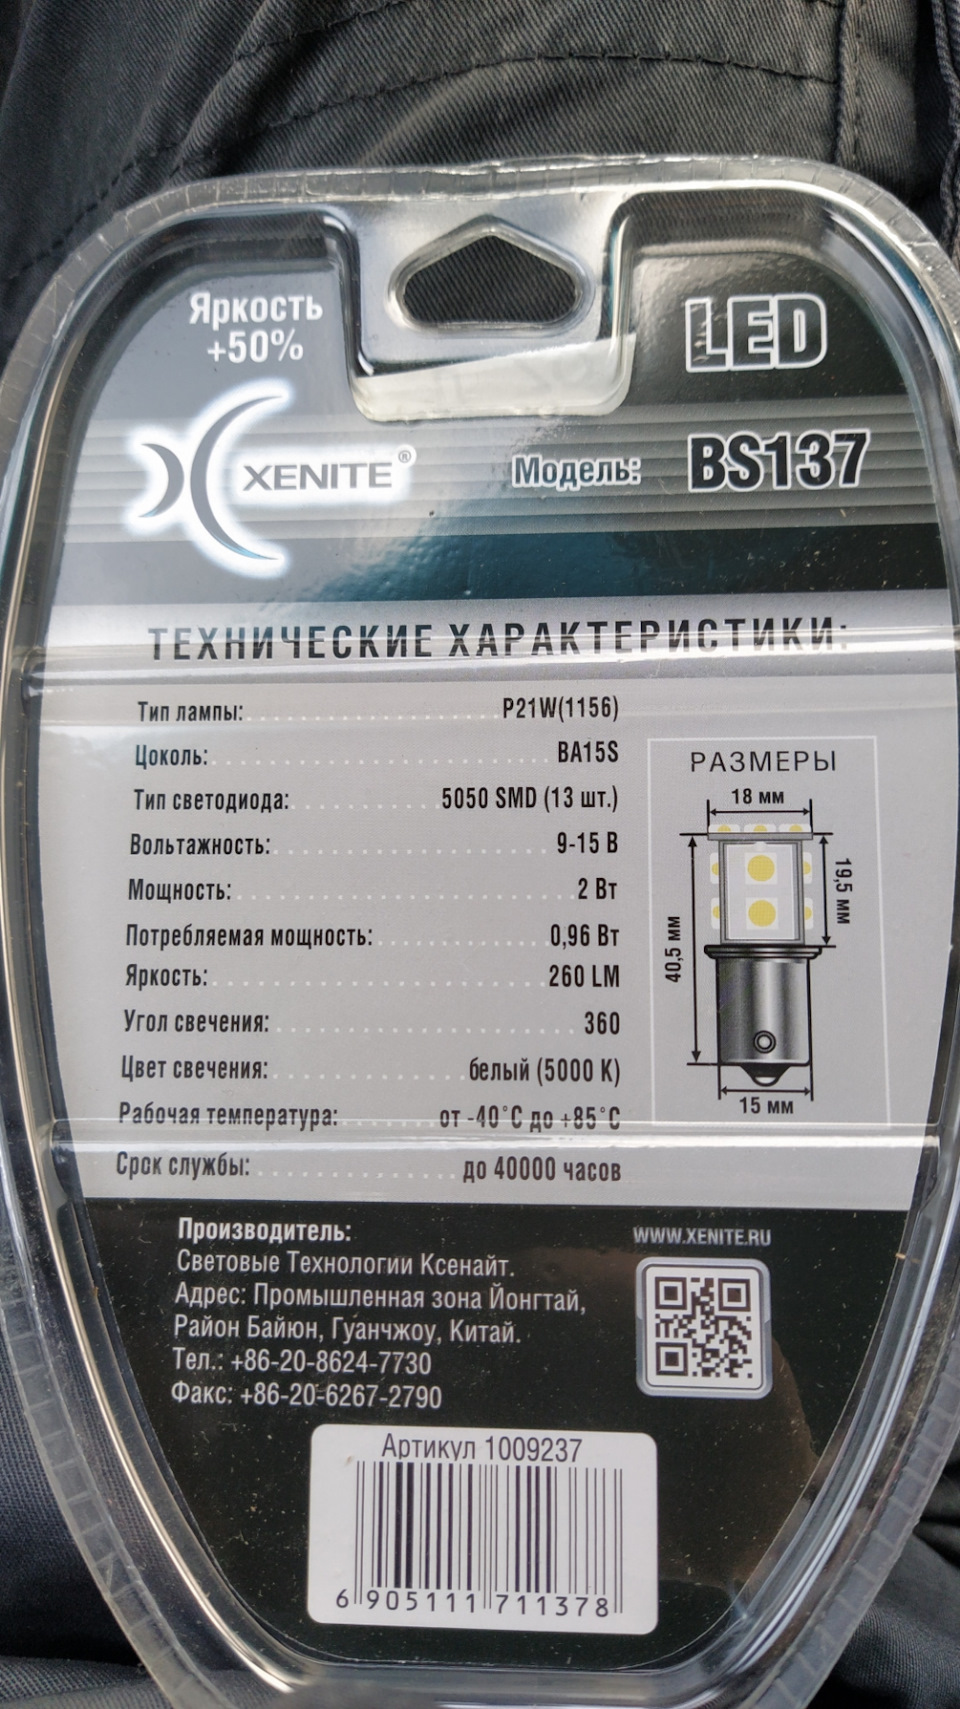 Яркость
+50%
LED
XENITE®
Модель: BS137
ТЕХНИЧЕСКИЕ ХАРАКТЕРИСТИКИ:
Тип лампы: P21W(1156)
Цоколь: BA15S
Тип светодиода: 5050 SMD (13 шт.)
Вольтажность: 9-15 В
Мощность: 2 Вт
Потребляемая мощность: 0,96 Вт
Яркость: 260 LM
Угол свечения: 360
Цвет свечения: белый (5000 К)
Рабочая температура: от -40°C до +85°C
Срок службы: до 40000 часов
РАЗМЕРЫ
18 мм
19,5 мм
40,5 мм
15 мм
Производитель:
Световые Технологии Ксенайт.
Адрес: Промышленная зона Йонгтай,
Район Байюн, Гуанчжоу, Китай.
Тел.: +86-20-8624-7730
Факс: +86-20-6267-2790
WWW.XENITE.RU
Артикул 1009237
6 905111 711378